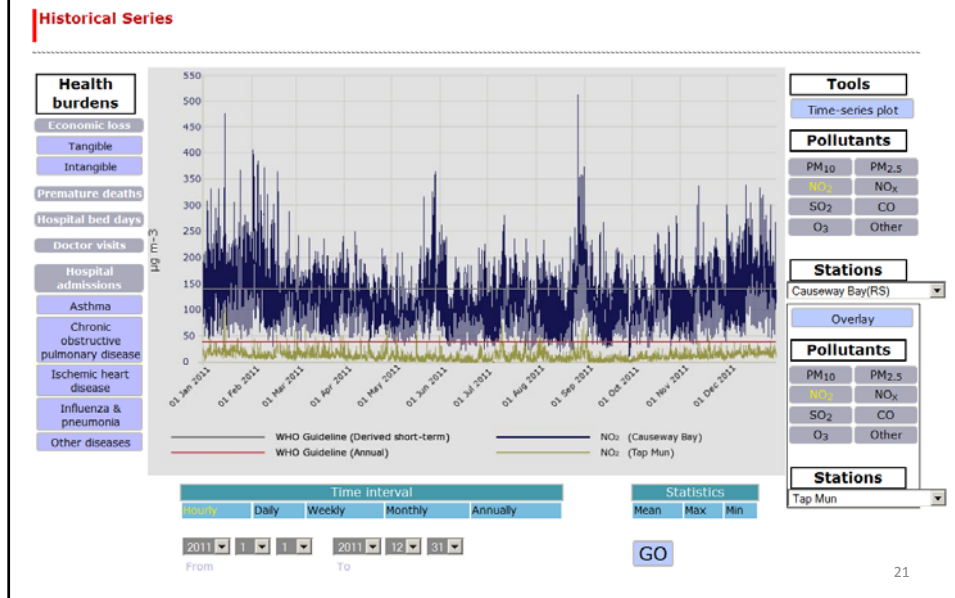 Historical Series
Health
burdens
Economic loss
Tangible
Intangible
Premature deaths
Hospital bed days
Doctor visits
Hospital
admissions
Asthma
Chronic
obstructive
pulmonary disease
Ischemic heart
disease
Influenza &
pneumonia
Other diseases
550
500
450
400
350
300
250
200
150
100
50
0
µg m-3
01 Jan 2011
01 Feb 2011
01 Mar 2011
01 Apr 2011
01 May 2011
01 Jun 2011
01 Jul 2011
01 Aug 2011
01 Sep 2011
01 Oct 2011
01 Nov 2011
01 Dec 2011
WHO Guideline (Derived short-term)
NO₂ (Causeway Bay)
WHO Guideline (Annual)
NO₂ (Tap Mun)
Time interval
Hourly Daily Weekly Monthly Annually
2011 1 1 2011 12 31
From To
Statistics
Mean Max Min
GO
Tools
Time-series plot
Pollutants
PM₁₀ PM₂.₅
NO₂ NOₓ
SO₂ CO
O₃ Other
Stations
Causeway Bay(RS)
Overlay
Pollutants
PM₁₀ PM₂.₅
NO₂ NOₓ
SO₂ CO
O₃ Other
Stations
Tap Mun
21